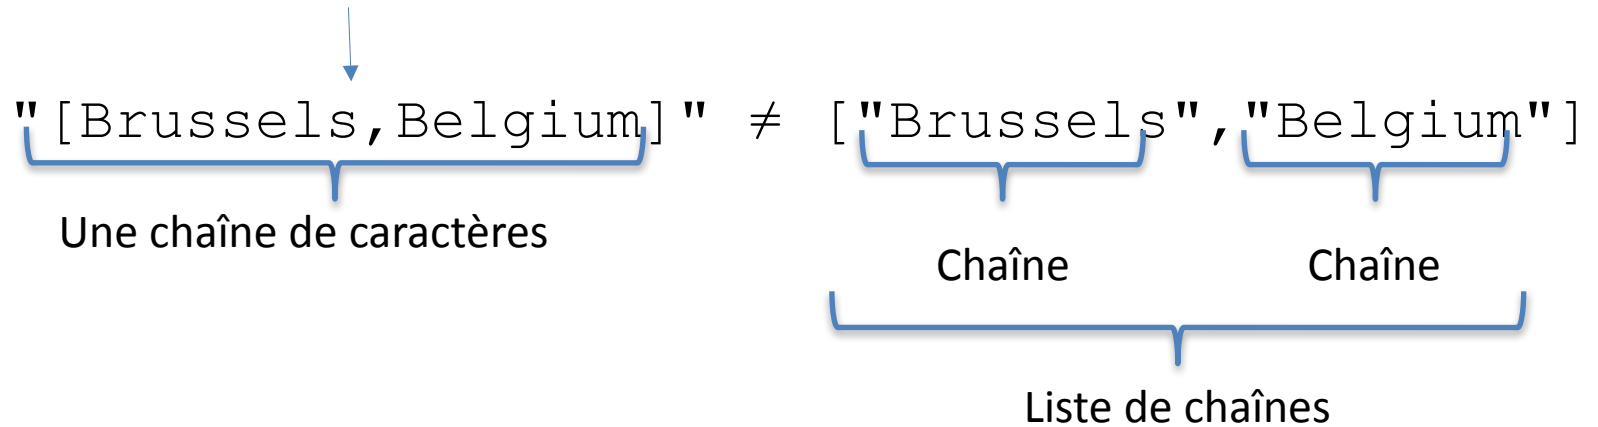 "[Brussels,Belgium]" ≠ ["Brussels","Belgium"]
Une chaîne de caractères
Chaîne Chaîne
Liste de chaînes